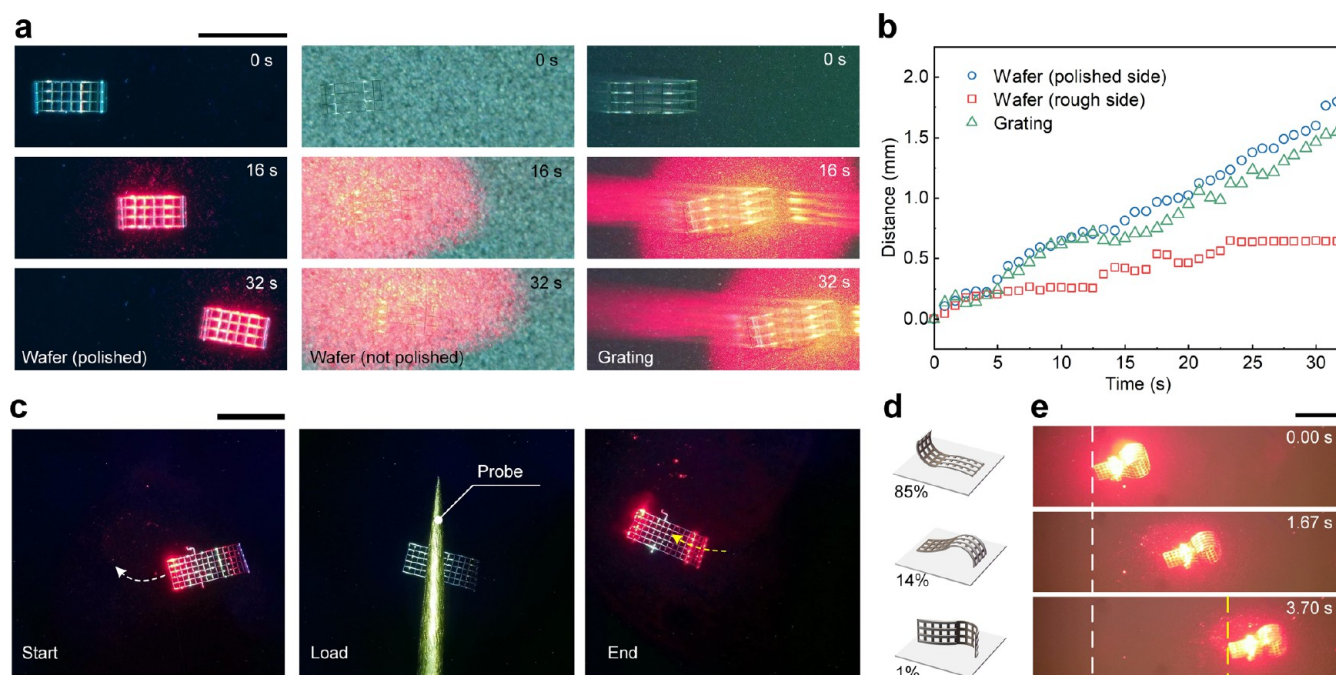 a
0 s
0 s
0 s
16 s
16 s
16 s
32 s
32 s
32 s
Wafer (polished)
Wafer (not polished)
Grating
b
2.0
1.5
1.0
0.5
0.0
Distance (mm)
Wafer (polished side)
Wafer (rough side)
Grating
0 5 10 15 20 25 30
Time (s)
c
Probe
Start
Load
End
d
85%
14%
1%
e
0.00 s
1.67 s
3.70 s